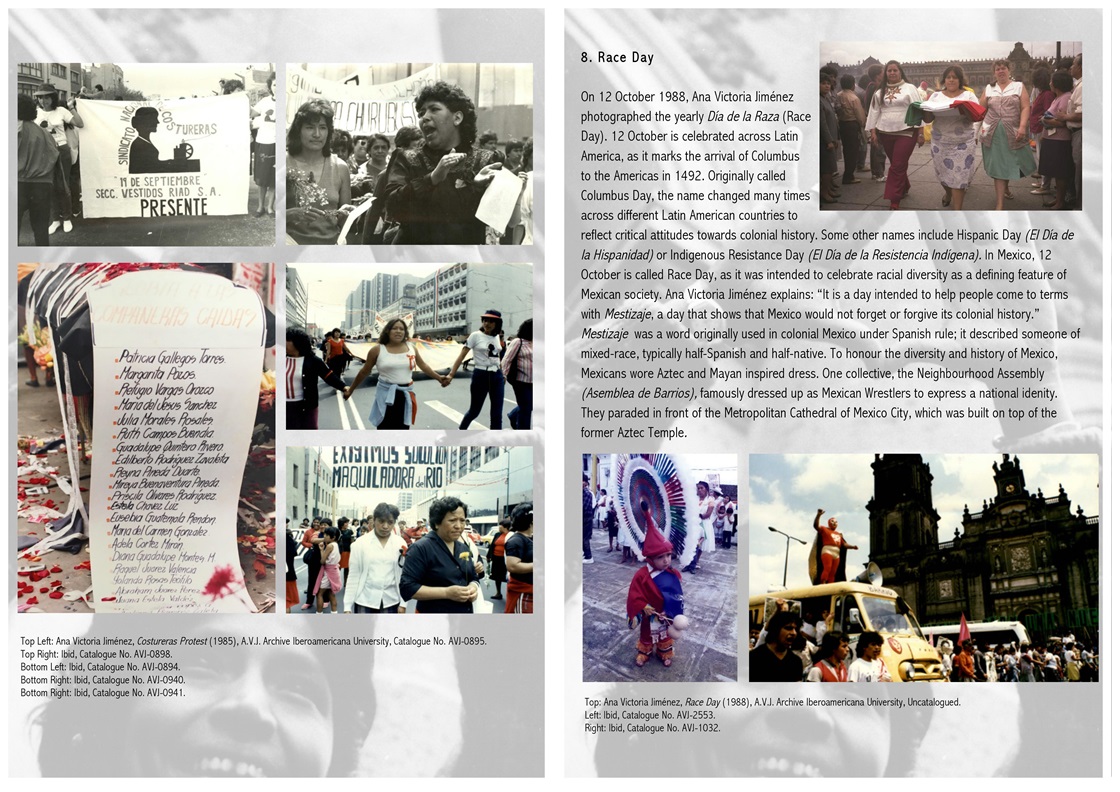 SINDICATO NAC
COSTURERAS
19 DE SEPTIEMBRE
SECC. VESTIDOS RIAD S.A.
PRESENTE
COMPAÑERAS CAIDAS
Patricia Gallegos Torres.
Margarita Pozos.
Refugio Vargas Orozco
Maria del Jesus Sanchez
Julia Morales Rosales.
Ruth Campos Buendia
Guadalupe Quintero Rivera.
Edilberto Rodriguez Zavaleta
Reyna Pineda Duarte.
Mireya Buenaventura Pineda
Priscila Olivares Rodriguez.
Estela Chavez Luz
Eusebia Guatemala Rendon
Maria del Carmen Gonzalez
Adela Cortez Miron
Diana Guadalupe Montes M
Raquel Juarez Valencia
EXIGIMOS SOLUCION
MAQUILADORA del RIO
Top Left: Ana Victoria Jiménez, Costureras Protest (1985), A.V.J. Archive Iberoamericana University, Catalogue No. AVJ-0895.
Top Right: Ibid, Catalogue No. AVJ-0898.
Bottom Left: Ibid, Catalogue No. AVJ-0894.
Bottom Right: Ibid, Catalogue No. AVJ-0940.
Bottom Right: Ibid, Catalogue No. AVJ-0941.
8. Race Day
On 12 October 1988, Ana Victoria Jiménez
photographed the yearly Día de la Raza (Race
Day). 12 October is celebrated across Latin
America, as it marks the arrival of Columbus
to the Americas in 1492. Originally called
Columbus Day, the name changed many times
across different Latin American countries to
reflect critical attitudes towards colonial history. Some other names include Hispanic Day (El Día de
la Hispanidad) or Indigenous Resistance Day (El Día de la Resistencia Indígena). In Mexico, 12
October is called Race Day, as it was intended to celebrate racial diversity as a defining feature of
Mexican society. Ana Victoria Jiménez explains: “It is a day intended to help people come to terms
with Mestizaje, a day that shows that Mexico would not forget or forgive its colonial history.”
Mestizaje was a word originally used in colonial Mexico under Spanish rule; it described someone of
mixed-race, typically half-Spanish and half-native. To honour the diversity and history of Mexico,
Mexicans wore Aztec and Mayan inspired dress. One collective, the Neighbourhood Assembly
(Asemblea de Barrios), famously dressed up as Mexican Wrestlers to express a national idenity.
They paraded in front of the Metropolitan Cathedral of Mexico City, which was built on top of the
former Aztec Temple.
Top: Ana Victoria Jiménez, Race Day (1988), A.V.J. Archive Iberoamericana University, Uncatalogued.
Left: Ibid, Catalogue No. AVJ-2553.
Right: Ibid, Catalogue No. AVJ-1032.